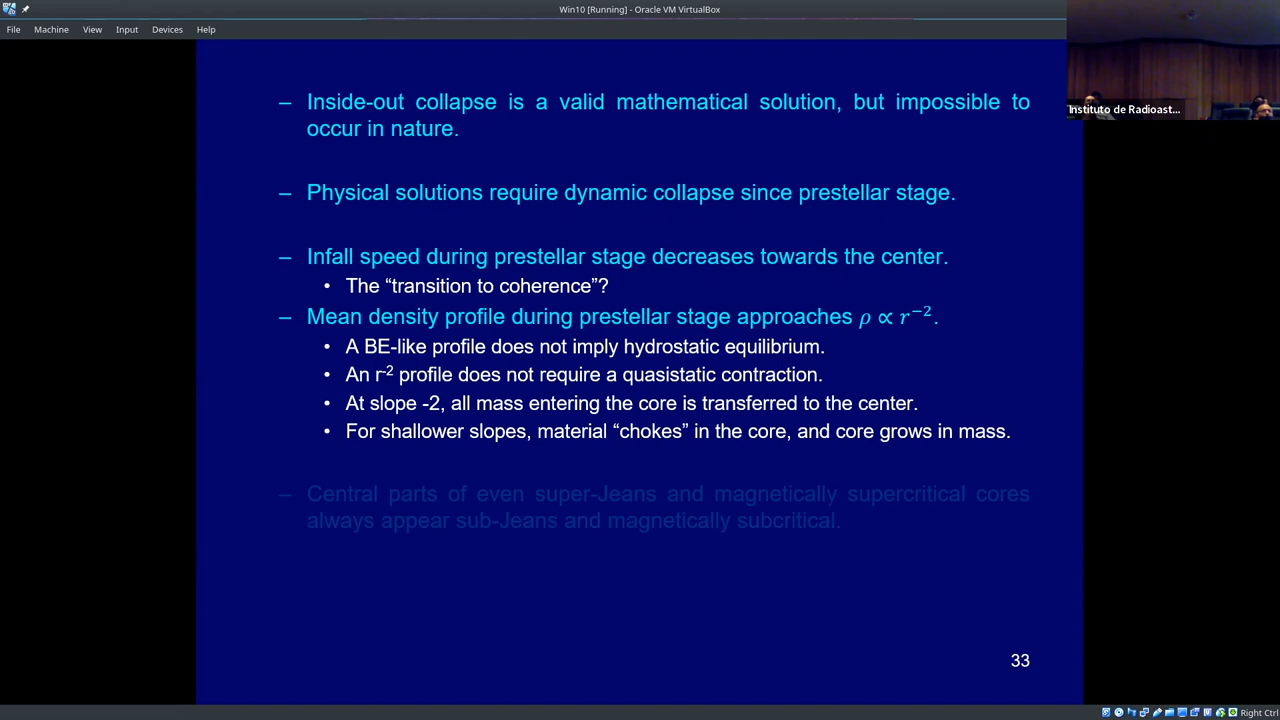 Win10 [Running] - Oracle VM VirtualBox
File Machine View Input Devices Help
Instituto de Radioast...
– Inside-out collapse is a valid mathematical solution, but impossible to
occur in nature.
– Physical solutions require dynamic collapse since prestellar stage.
– Infall speed during prestellar stage decreases towards the center.
• The “transition to coherence”?
– Mean density profile during prestellar stage approaches ρ ∝ r⁻².
• A BE-like profile does not imply hydrostatic equilibrium.
• An r⁻² profile does not require a quasistatic contraction.
• At slope -2, all mass entering the core is transferred to the center.
• For shallower slopes, material “chokes” in the core, and core grows in mass.
– Central parts of even super-Jeans and magnetically supercritical cores
always appear sub-Jeans and magnetically subcritical.
33
Right Ctrl